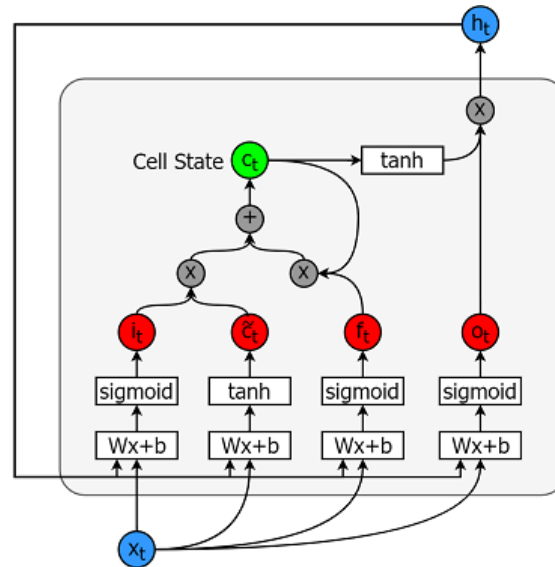 hₜ
x
Cell State cₜ tanh
+
x x
iₜ c̃ₜ fₜ oₜ
sigmoid tanh sigmoid sigmoid
Wx+b Wx+b Wx+b Wx+b
xₜ